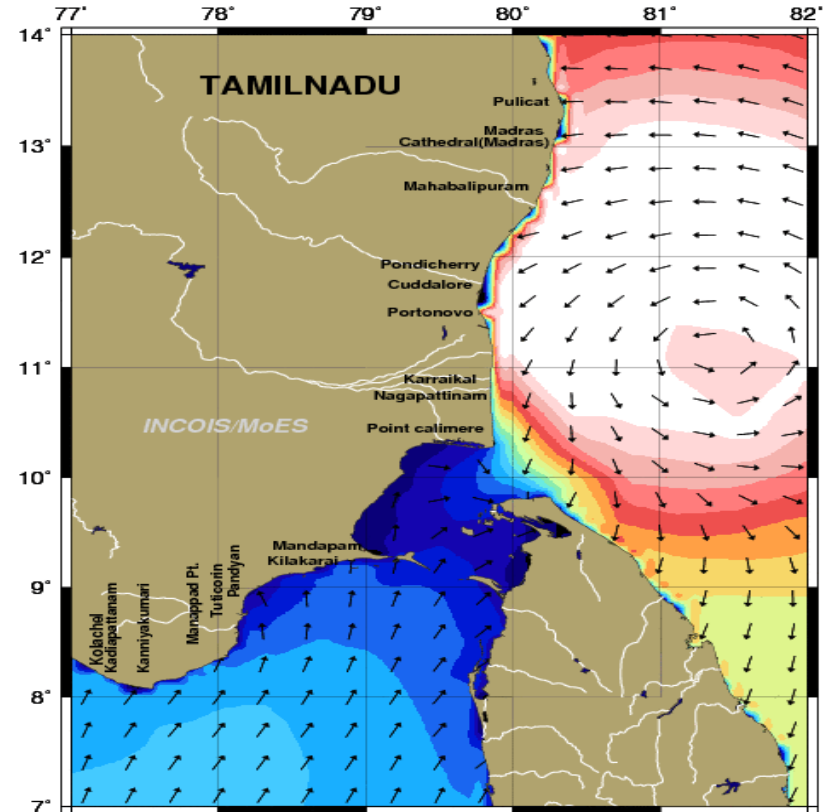 77° 78° 79° 80° 81° 82°
14°
TAMILNADU
Pulicat
Madras
13°
Cathedral(Madras)
Mahabalipuram
12°
Pondicherry
Cuddalore
Portonovo
11°
Karraikal
Nagapattinam
INCOIS/MoES
Point calimere
10°
Mandapam
Kilakarai
9°
Kolachel
Kadiapattanam
Kanniyakumari
Manappad Pt.
Tuticorin
Pandyan
8°
7°